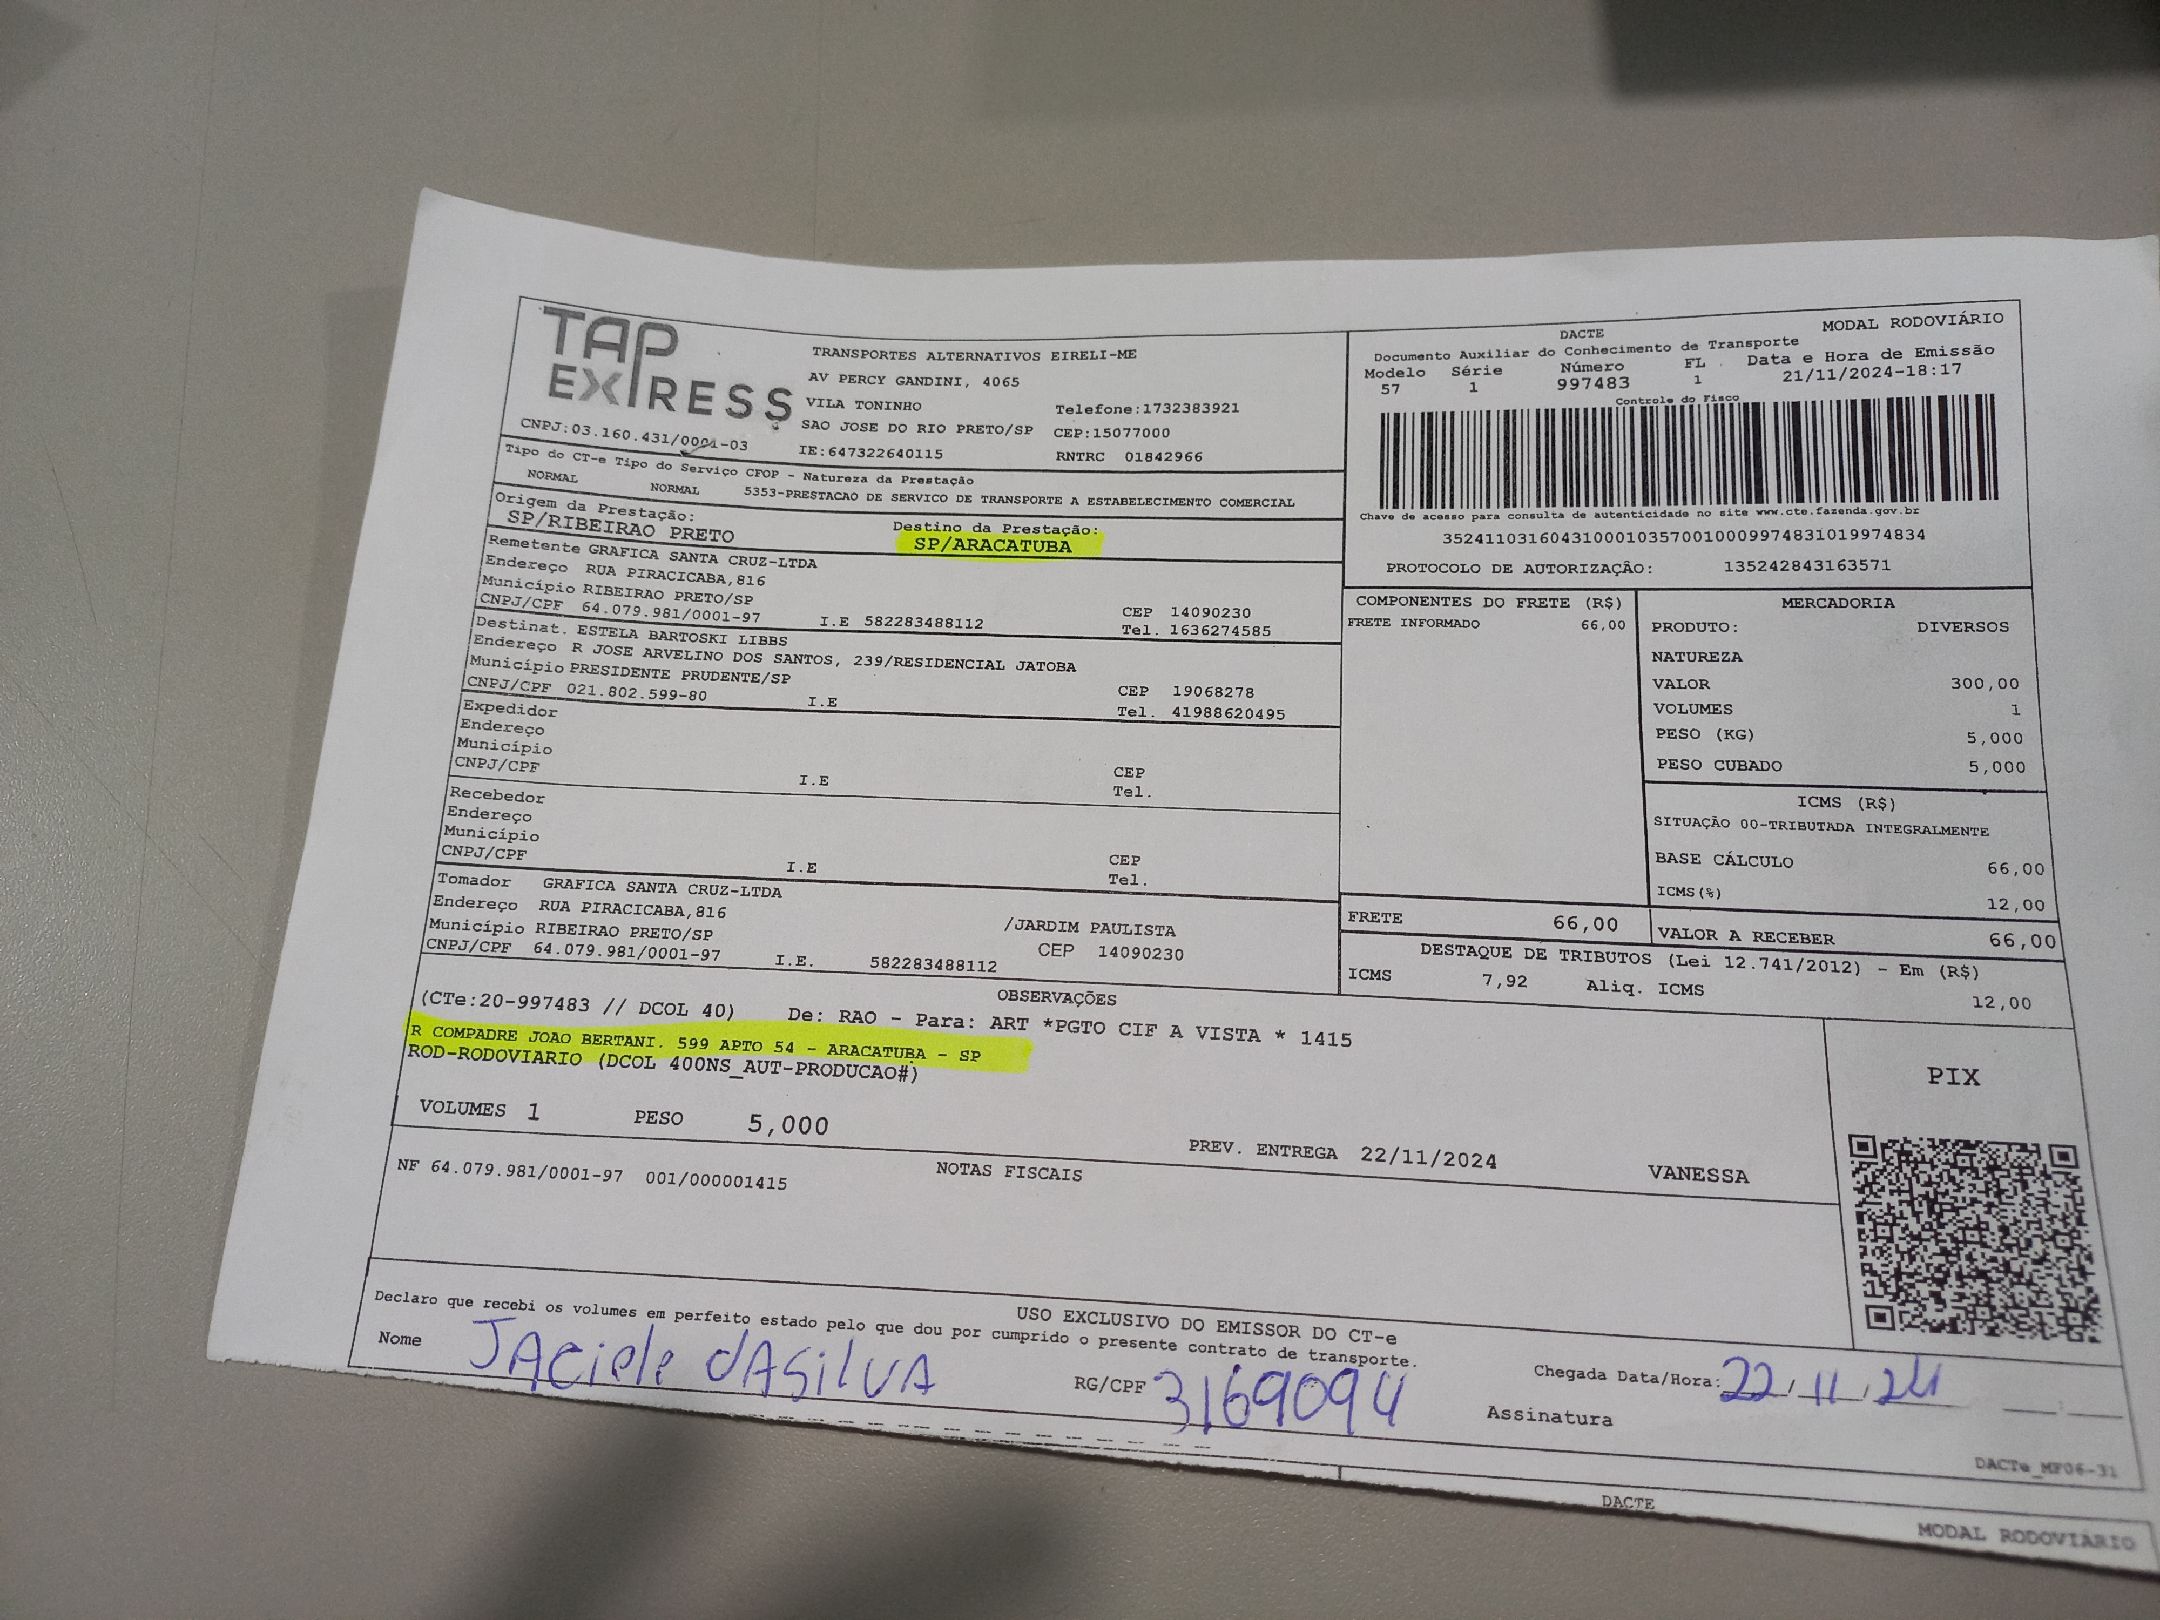 TAP
EXPRESS
TRANSPORTES ALTERNATIVOS EIRELI-ME
AV PERCY GANDINI, 4065
VILA TONINHO
Telefone:1732383921
SAO JOSE DO RIO PRETO/SP CEP:15077000
CNPJ:03.160.431/0001-03 IE:647322640115 RNTRC 01842966
DACTE MODAL RODOVIÁRIO
Documento Auxiliar do Conhecimento de Transporte
Modelo Série Número FL Data e Hora de Emissão
57 1 997483 1 21/11/2024-18:17
Controle do Fisco
Chave de acesso para consulta de autenticidade no site www.cte.fazenda.gov.br
35241103160431000103570010009974831019974834
PROTOCOLO DE AUTORIZAÇÃO: 135242843163571
Tipo do CT-e Tipo do Serviço CFOP - Natureza da Prestação
NORMAL NORMAL 5353-PRESTACAO DE SERVICO DE TRANSPORTE A ESTABELECIMENTO COMERCIAL
Origem da Prestação: Destino da Prestação:
SP/RIBEIRAO PRETO SP/ARACATUBA
Remetente GRAFICA SANTA CRUZ-LTDA
Endereço RUA PIRACICABA,816
Município RIBEIRAO PRETO/SP CEP 14090230
CNPJ/CPF 64.079.981/0001-97 I.E 582283488112 Tel. 1636274585
Destinat. ESTELA BARTOSKI LIBBS
Endereço R JOSE ARVELINO DOS SANTOS, 239/RESIDENCIAL JATOBA
Município PRESIDENTE PRUDENTE/SP CEP 19068278
CNPJ/CPF 021.802.599-80 I.E Tel. 41988620495
Expedidor
Endereço
Município CEP
CNPJ/CPF I.E Tel.
Recebedor
Endereço
Município CEP
CNPJ/CPF I.E Tel.
Tomador GRAFICA SANTA CRUZ-LTDA
Endereço RUA PIRACICABA,816 /JARDIM PAULISTA
Município RIBEIRAO PRETO/SP CEP 14090230
CNPJ/CPF 64.079.981/0001-97 I.E. 582283488112
COMPONENTES DO FRETE (R$)
FRETE INFORMADO 66,00
MERCADORIA
PRODUTO: DIVERSOS
NATUREZA
VALOR 300,00
VOLUMES 1
PESO (KG) 5,000
PESO CUBADO 5,000
ICMS (R$)
SITUAÇÃO 00-TRIBUTADA INTEGRALMENTE
BASE CÁLCULO 66,00
ICMS(%) 12,00
FRETE 66,00 VALOR A RECEBER 66,00
DESTAQUE DE TRIBUTOS (Lei 12.741/2012) - Em (R$)
ICMS 7,92 Aliq. ICMS 12,00
OBSERVAÇÕES
(CTe:20-997483 // DCOL 40) De: RAO - Para: ART *PGTO CIF A VISTA * 1415
R COMPADRE JOAO BERTANI. 599 APTO 54 - ARACATUBA - SP
ROD-RODOVIARIO (DCOL 400NS_AUT-PRODUCAO#)
VOLUMES 1 PESO 5,000 PREV. ENTREGA 22/11/2024 VANESSA
PIX
NOTAS FISCAIS
NF 64.079.981/0001-97 001/000001415
USO EXCLUSIVO DO EMISSOR DO CT-e
Declaro que recebi os volumes em perfeito estado pelo que dou por cumprido o presente contrato de transporte.
Nome JAciele dASilVA RG/CPF 3169094 Chegada Data/Hora: 22/11/24
Assinatura
DACTe_MF06-31
DACTE
MODAL RODOVIÁRIO